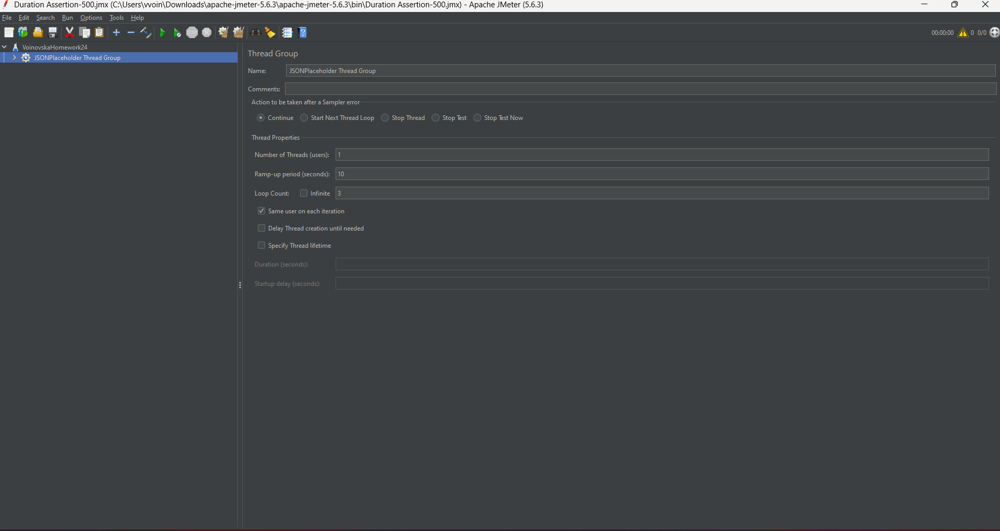 Duration Assertion-500.jmx (C:\Users\vvoin\Downloads\apache-jmeter-5.6.3\apache-jmeter-5.6.3\bin\Duration Assertion-500.jmx) - Apache JMeter (5.6.3)
File Edit Search Run Options Tools Help
00:00:00 0 0/0
VoinovskaHomework24
JSONPlaceholder Thread Group
Thread Group
Name: JSONPlaceholder Thread Group
Comments:
Action to be taken after a Sampler error
Continue Start Next Thread Loop Stop Thread Stop Test Stop Test Now
Thread Properties
Number of Threads (users): 1
Ramp-up period (seconds): 10
Loop Count: Infinite 3
Same user on each iteration
Delay Thread creation until needed
Specify Thread lifetime
Duration (seconds):
Startup delay (seconds):